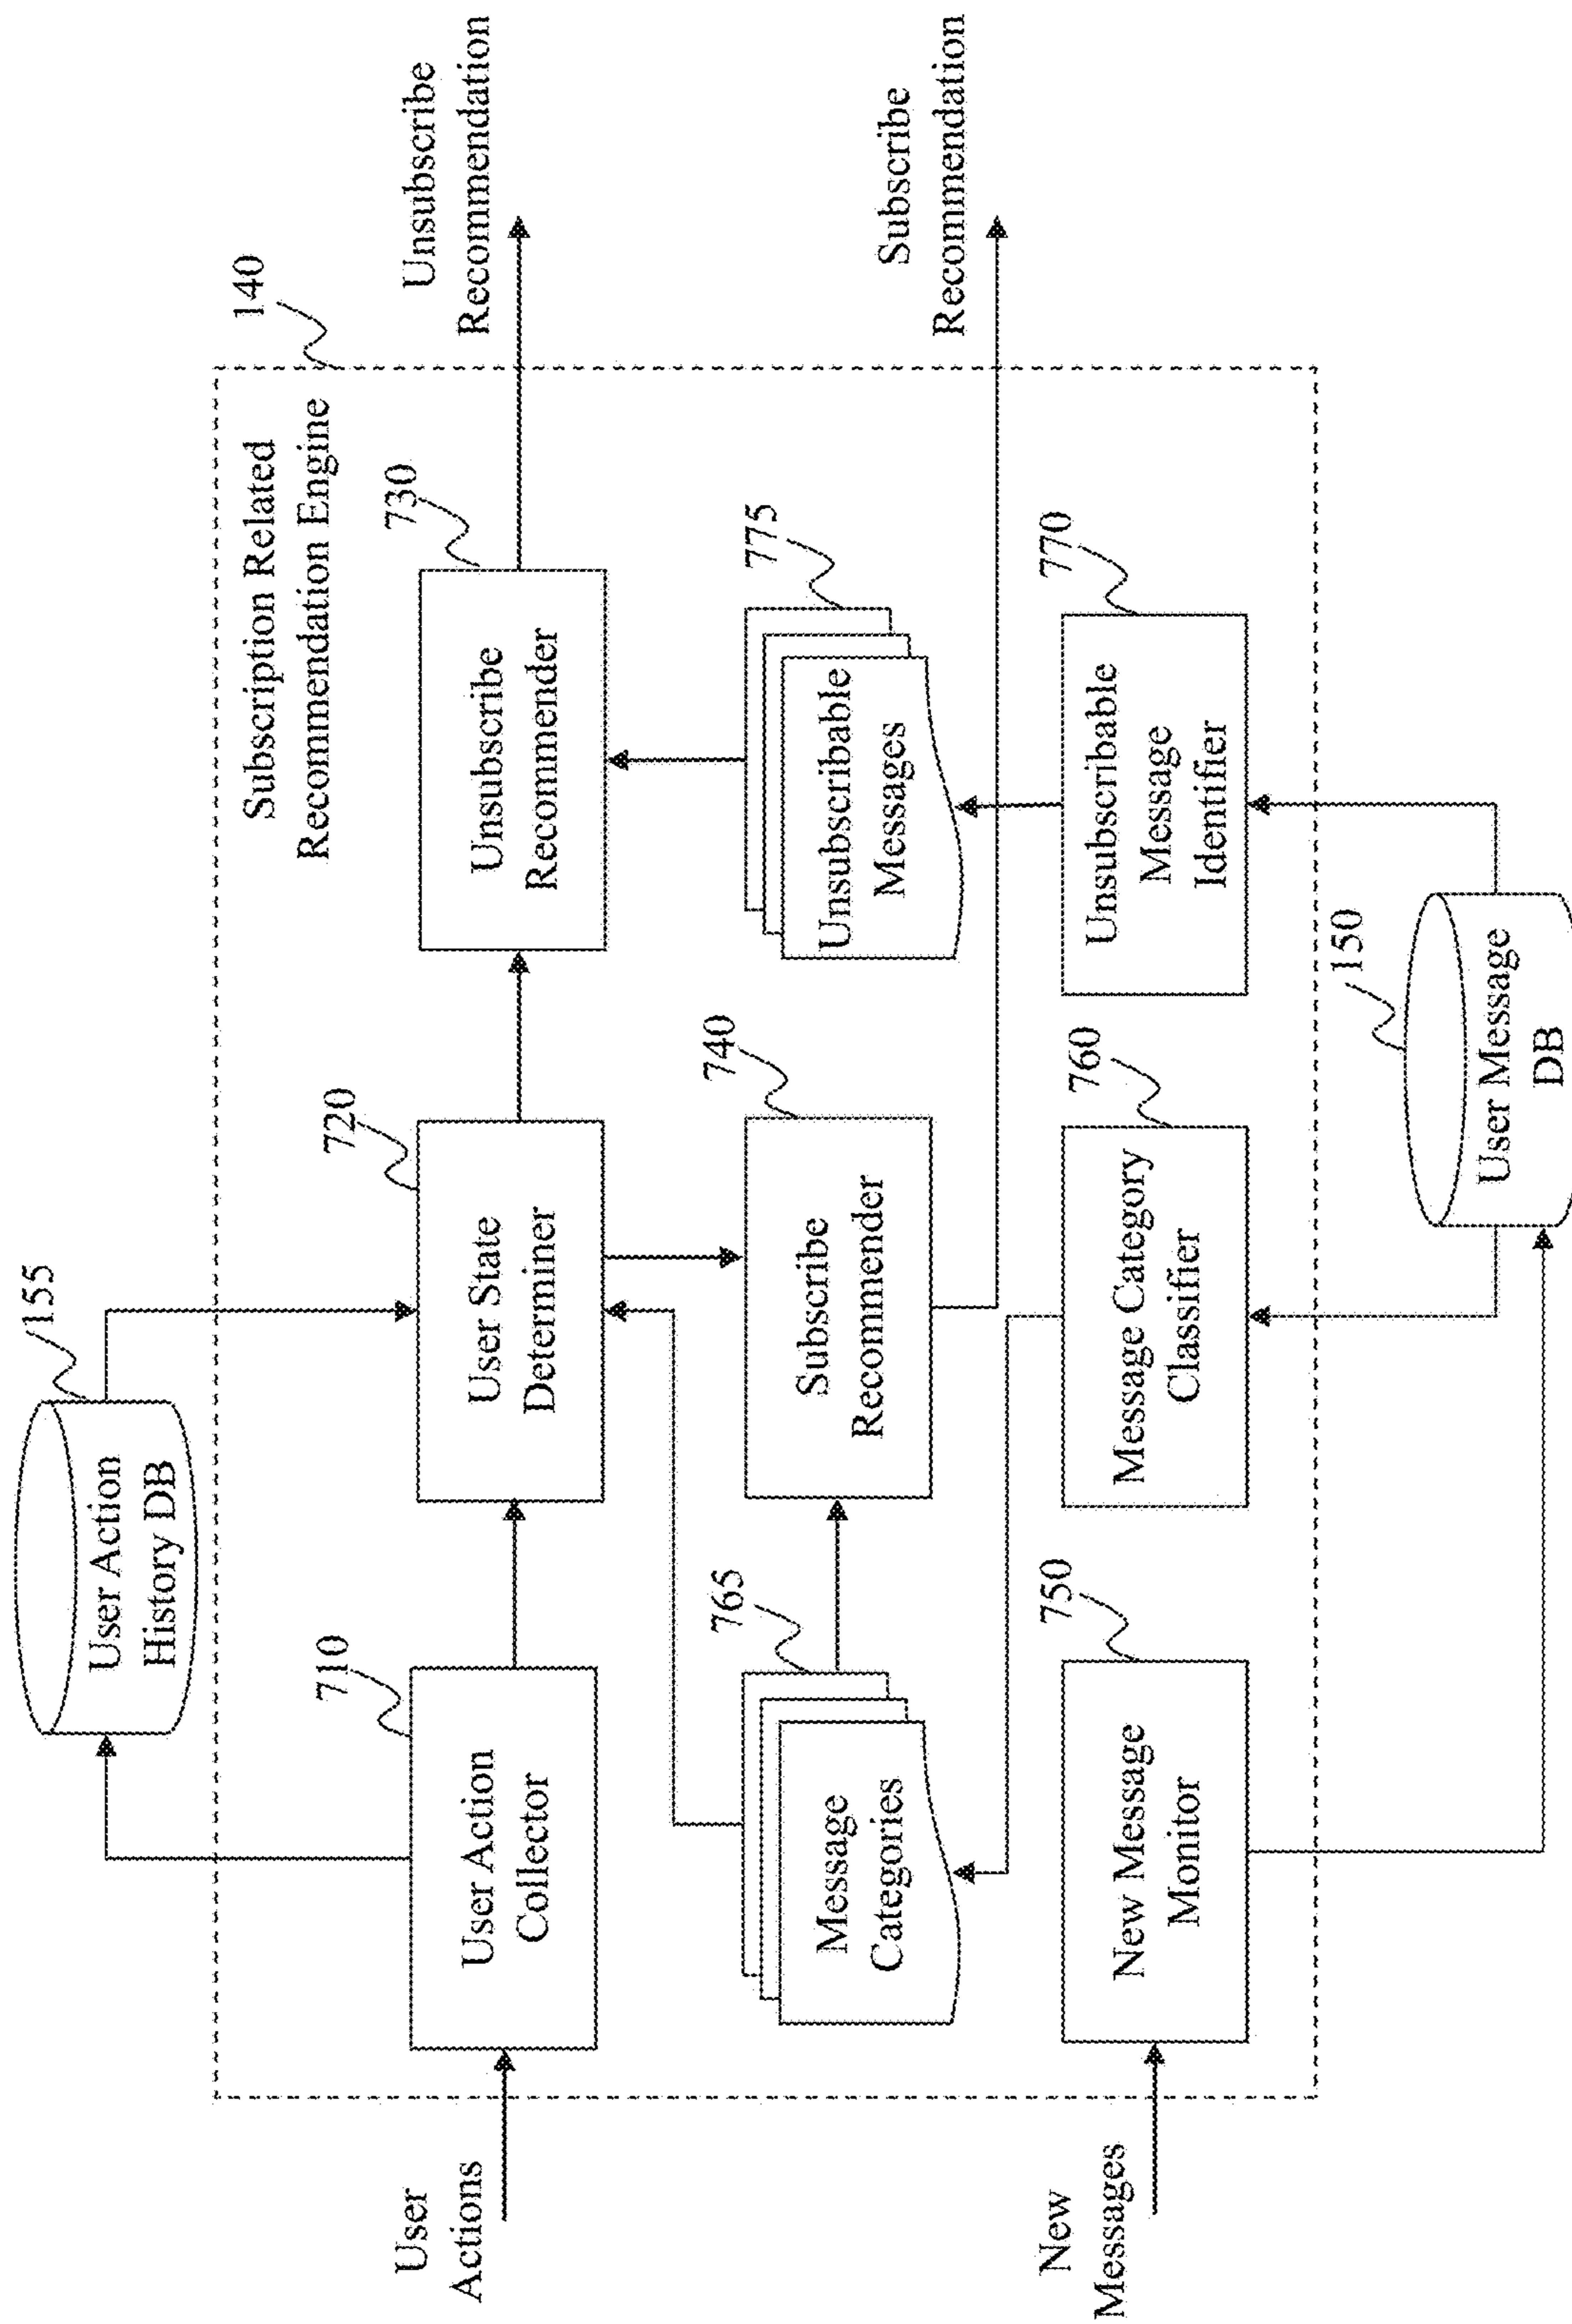 155
User Action
History DB
140
Subscription Related
Recommendation Engine
User
Actions
710
User Action
Collector
720
User State
Determiner
730
Unsubscribe
Recommender
Unsubscribe
Recommendation
765
Message
Categories
740
Subscribe
Recommender
775
Unsubscribable
Messages
Subscribe
Recommendation
New
Messages
750
New Message
Monitor
760
Message Category
Classifier
770
Unsubscribable
Message
Identifier
150
User Message
DB